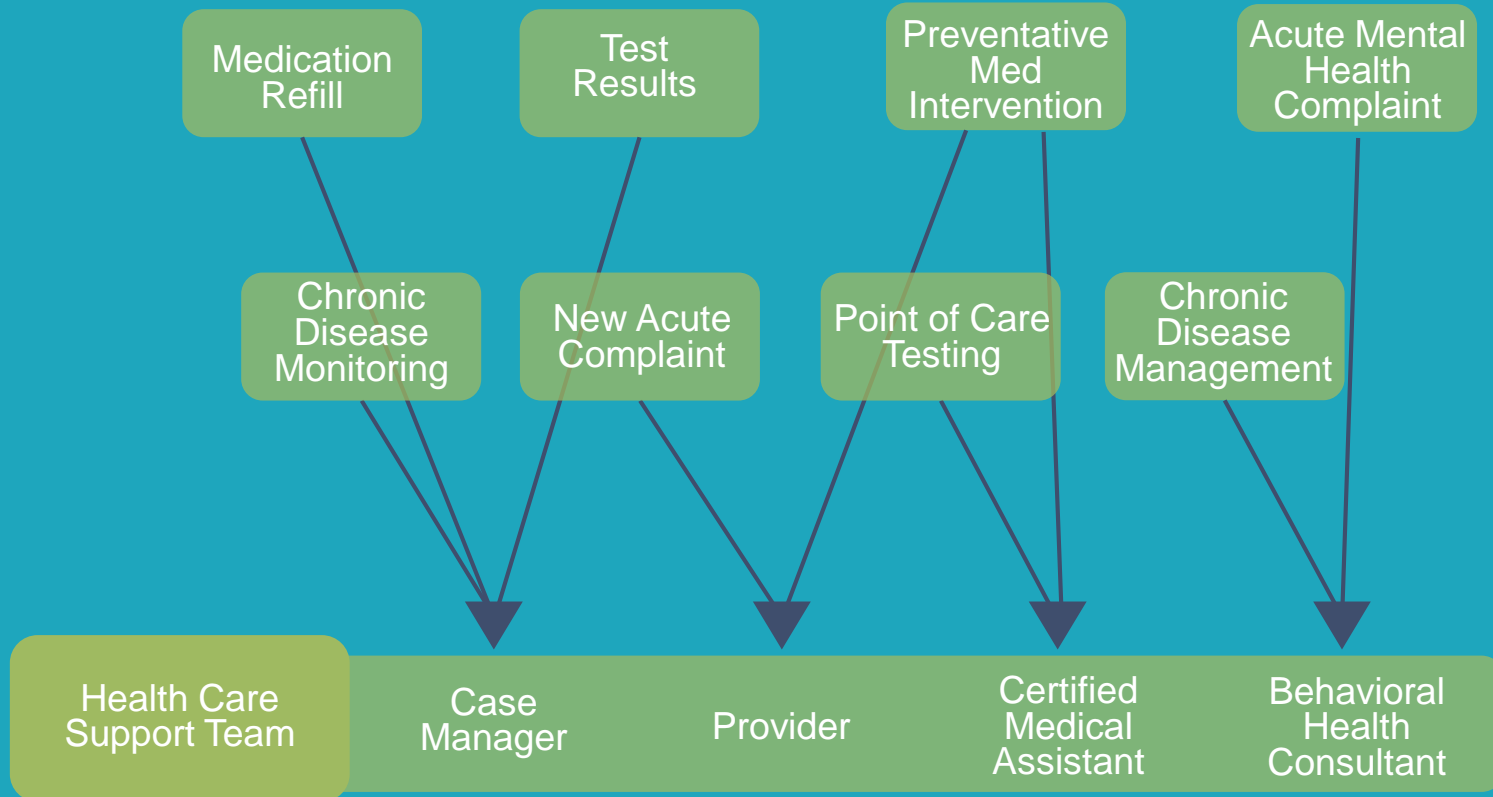 Medication
Refill
Test
Results
Preventative
Med
Intervention
Acute Mental
Health
Complaint
Chronic
Disease
Monitoring
New Acute
Complaint
Point of Care
Testing
Chronic
Disease
Management
Health Care
Support Team
Case
Manager
Provider
Certified
Medical
Assistant
Behavioral
Health
Consultant